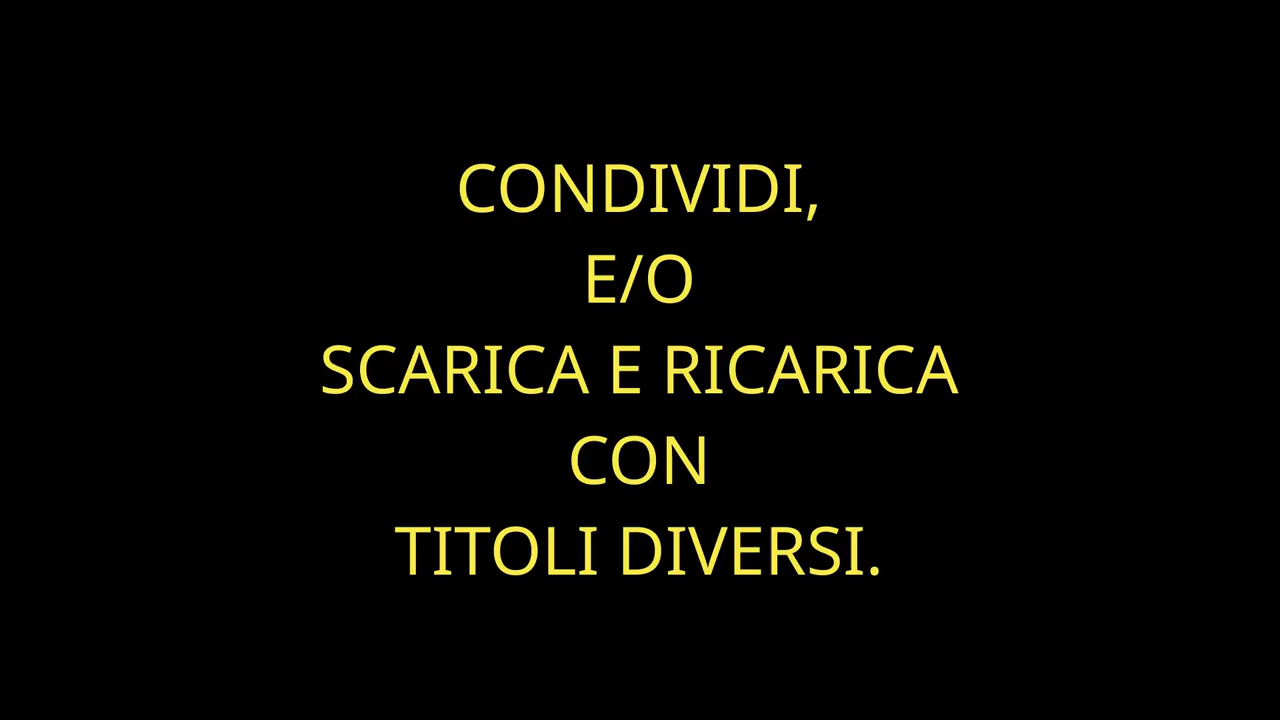 CONDIVIDI,
E/O
SCARICA E RICARICA
CON
TITOLI DIVERSI.